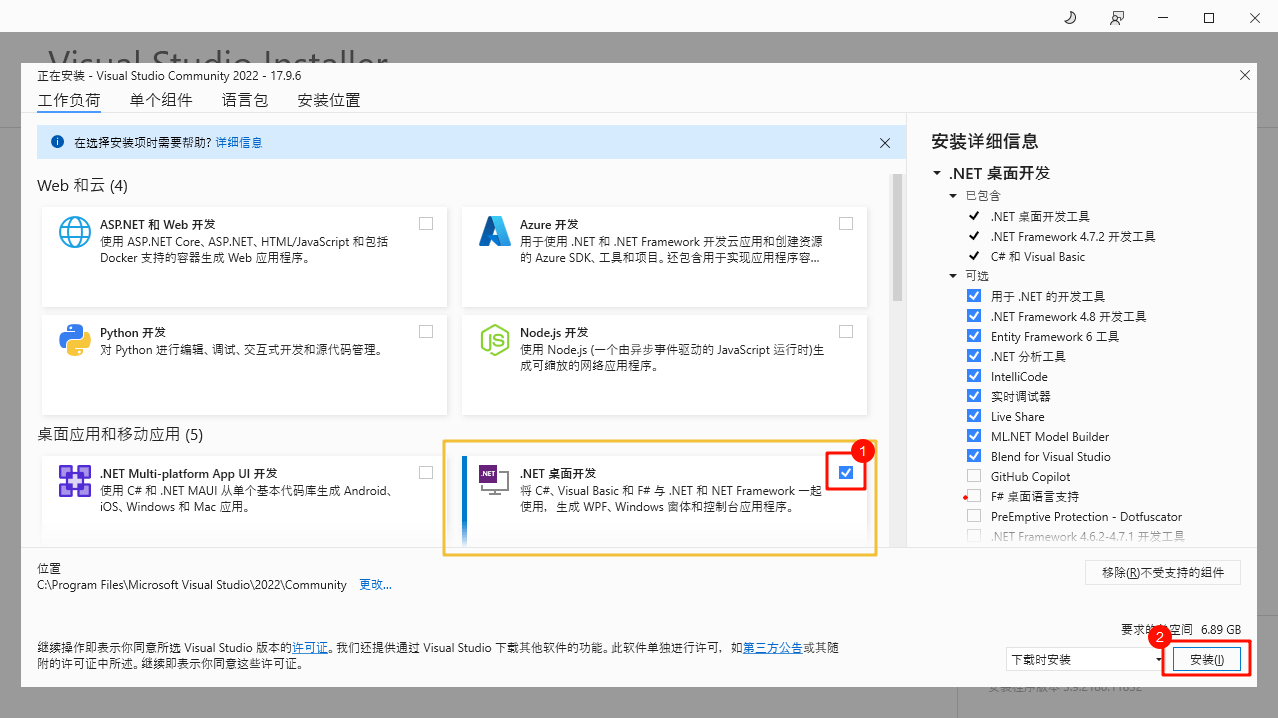 Visual Studio Installer
正在安装 - Visual Studio Community 2022 - 17.9.6
工作负荷 单个组件 语言包 安装位置
在选择安装项时需要帮助? 详细信息
Web 和云 (4)
ASP.NET 和 Web 开发
使用 ASP.NET Core、ASP.NET、HTML/JavaScript 和包括
Docker 支持的容器生成 Web 应用程序。
Azure 开发
用于使用 .NET 和 .NET Framework 开发云应用和创建资源
的 Azure SDK、工具和项目。还包含用于实现应用程序容...
Python 开发
对 Python 进行编辑、调试、交互式开发和源代码管理。
JS
Node.js 开发
使用 Node.js (一个由异步事件驱动的 JavaScript 运行时)生
成可缩放的网络应用程序。
桌面应用和移动应用 (5)
.NET Multi-platform App UI 开发
使用 C# 和 .NET MAUI 从单个基本代码库生成 Android、
iOS、Windows 和 Mac 应用。
.NET
.NET 桌面开发
将 C#、Visual Basic 和 F# 与 .NET 和 NET Framework 一起
使用，生成 WPF、Windows 窗体和控制台应用程序。
1
安装详细信息
.NET 桌面开发
已包含
.NET 桌面开发工具
.NET Framework 4.7.2 开发工具
C# 和 Visual Basic
可选
用于 .NET 的开发工具
.NET Framework 4.8 开发工具
Entity Framework 6 工具
.NET 分析工具
IntelliCode
实时调试器
Live Share
ML.NET Model Builder
Blend for Visual Studio
GitHub Copilot
F# 桌面语言支持
PreEmptive Protection - Dotfuscator
.NET Framework 4.6.2-4.7.1 开发工具
位置
C:\Program Files\Microsoft Visual Studio\2022\Community 更改...
移除(R)不受支持的组件
继续操作即表示你同意所选 Visual Studio 版本的许可证。我们还提供通过 Visual Studio 下载其他软件的功能。此软件单独进行许可，如第三方公告或其随
附的许可证中所述。继续即表示你同意这些许可证。
要求的 空间 6.89 GB
2
下载时安装
安装(I)
安装程序版本